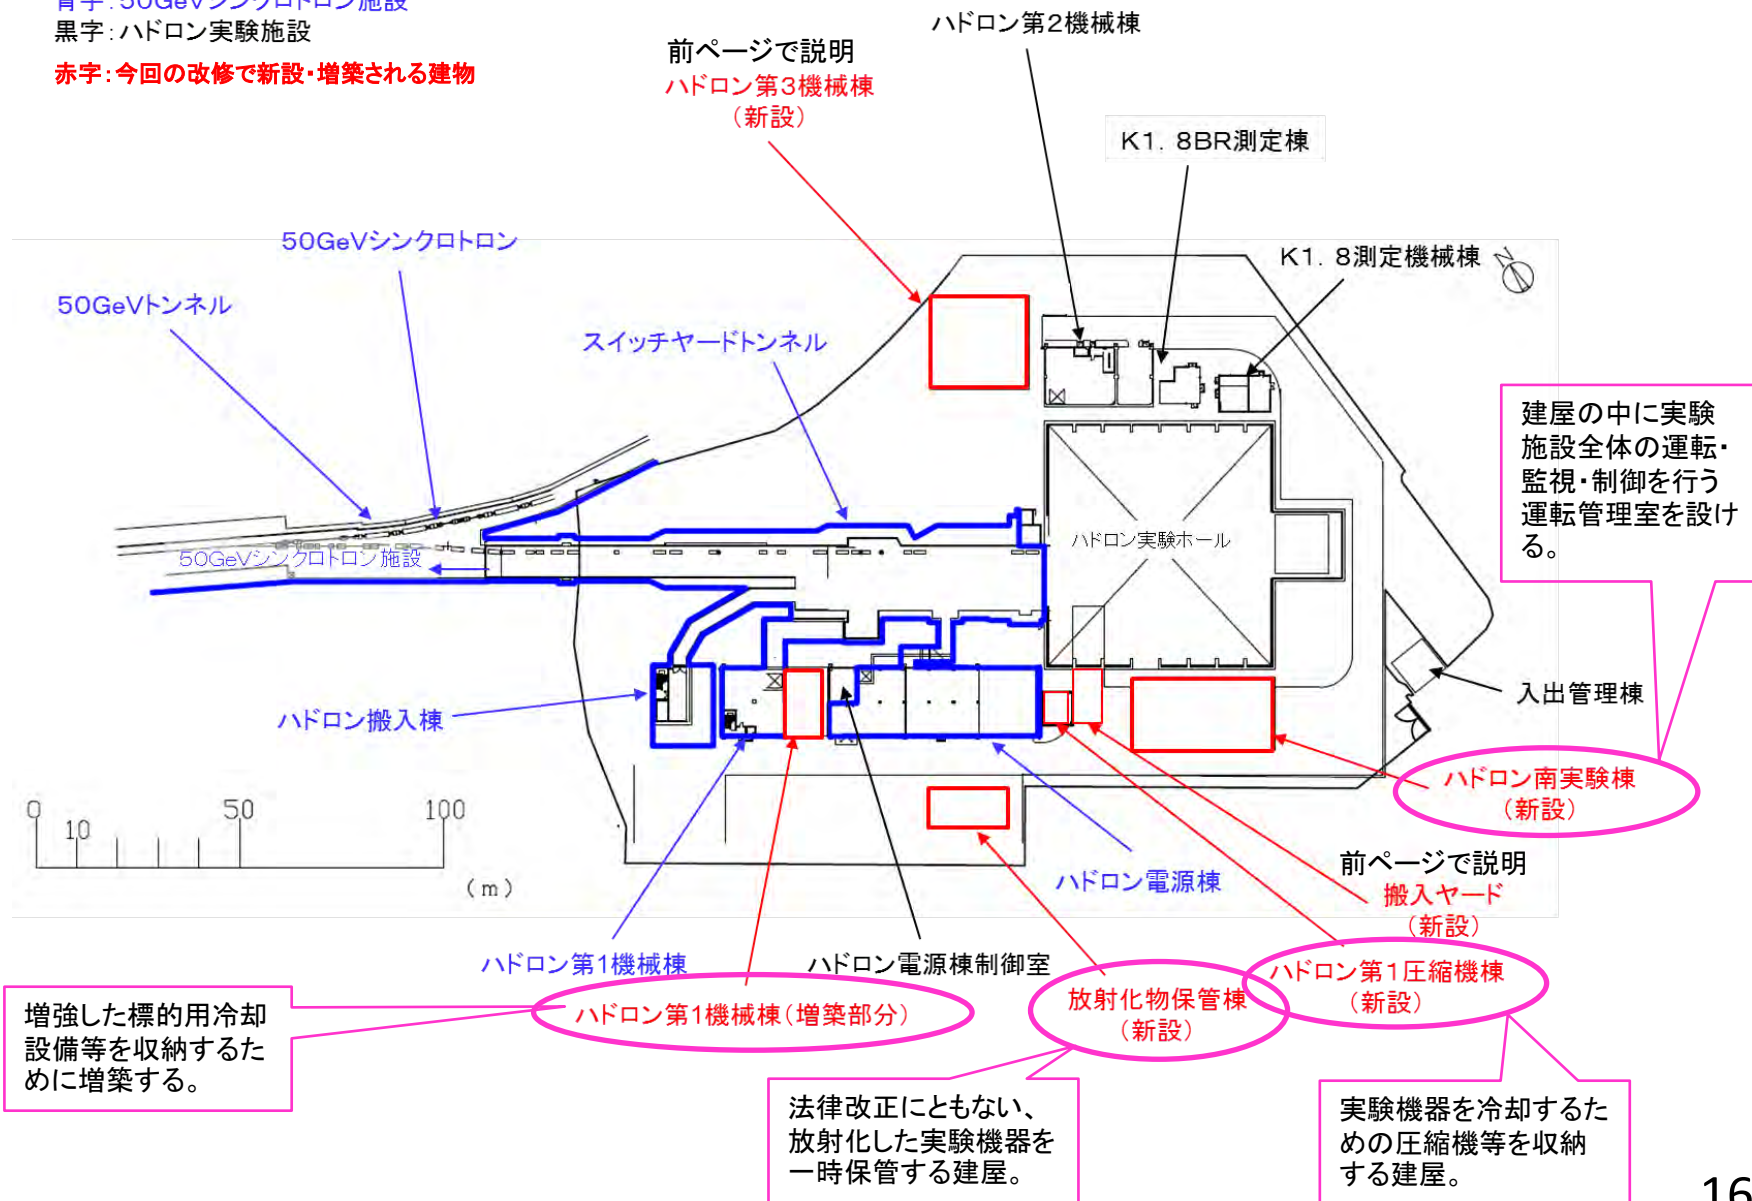 青字：50GeVシンクロトロン施設
黒字：ハドロン実験施設
赤字：今回の改修で新設・増築される建物
ハドロン第2機械棟
前ページで説明
ハドロン第3機械棟
（新設）
K1．8BR測定棟
50GeVシンクロトロン
K1．8測定機械棟
N
50GeVトンネル
スイッチヤードトンネル
建屋の中に実験
施設全体の運転・
監視・制御を行う
運転管理室を設け
る。
50GeVシンクロトロン施設
ハドロン実験ホール
ハドロン搬入棟
入出管理棟
ハドロン南実験棟
（新設）
0
10
50
100
（m）
ハドロン電源棟
前ページで説明
搬入ヤード
（新設）
ハドロン第1機械棟
ハドロン電源棟制御室
ハドロン第1圧縮機棟
（新設）
ハドロン第1機械棟（増築部分）
放射化物保管棟
（新設）
増強した標的用冷却
設備等を収納するた
めに増築する。
法律改正にともない、
放射化した実験機器を
一時保管する建屋。
実験機器を冷却するた
めの圧縮機等を収納
する建屋。
16